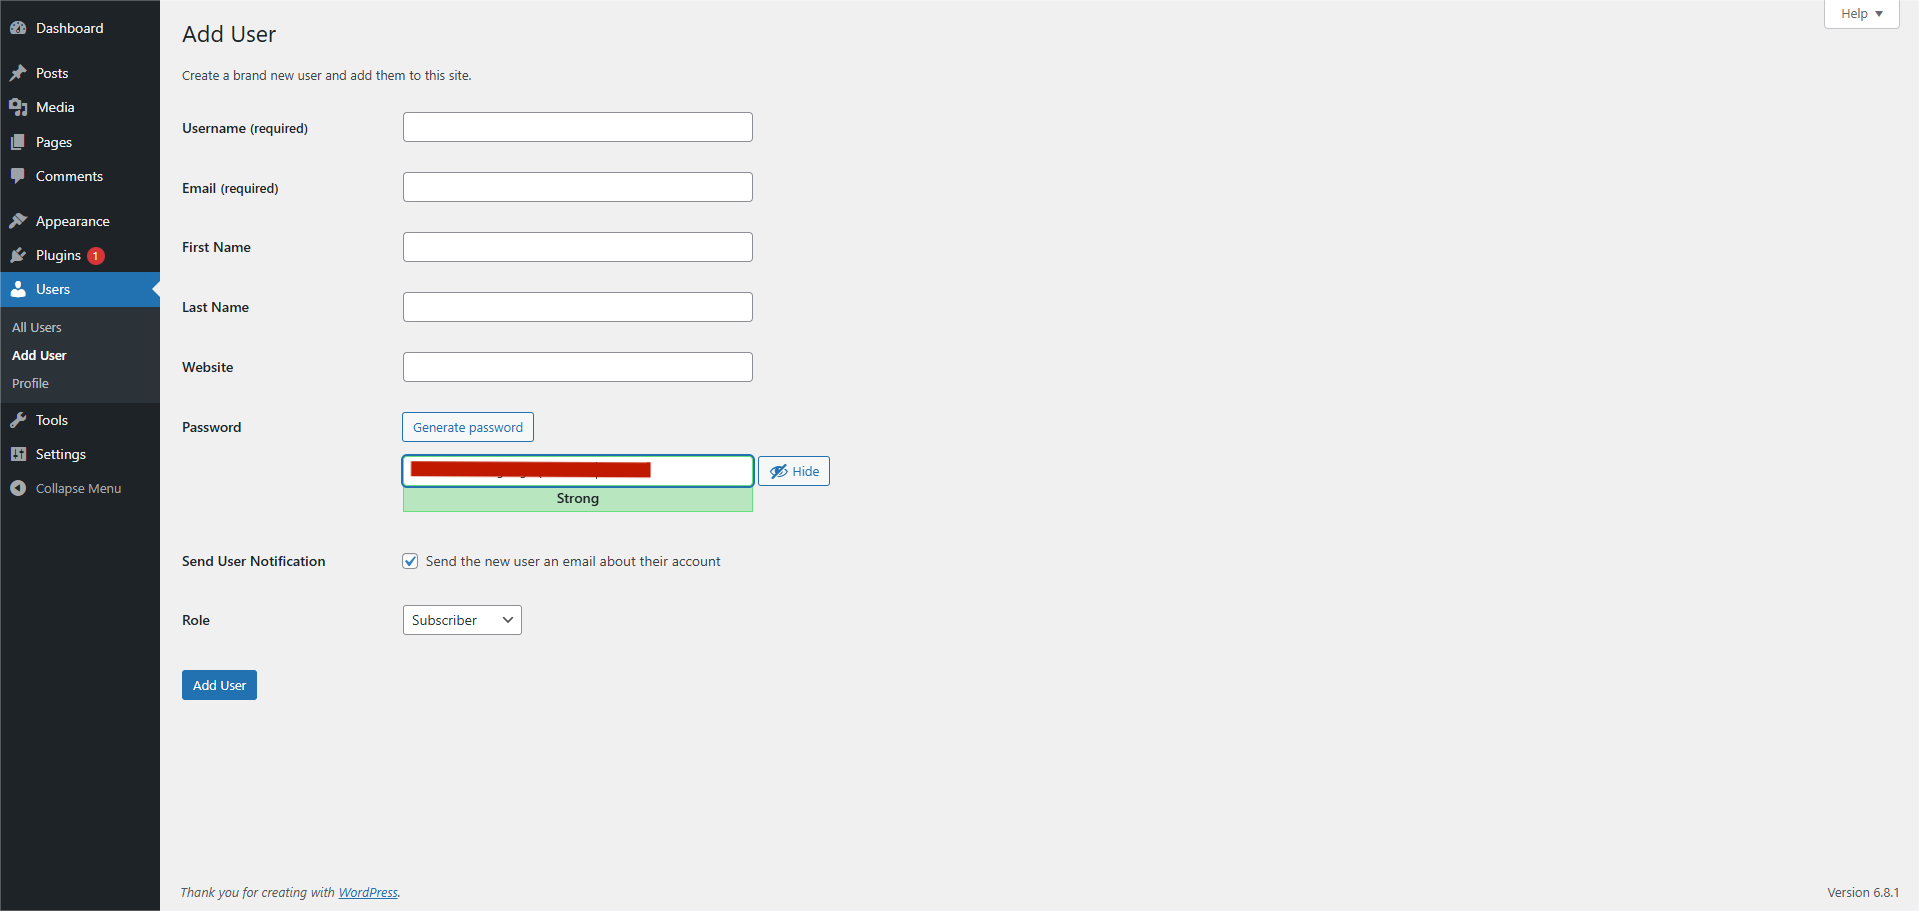 Dashboard
Posts
Media
Pages
Comments
Appearance
Plugins 1
Users
All Users
Add User
Profile
Tools
Settings
Collapse Menu
Help
Add User
Create a brand new user and add them to this site.
Username (required)
Email (required)
First Name
Last Name
Website
Password
Generate password
Hide
Strong
Send User Notification
Send the new user an email about their account
Role
Subscriber
Add User
Thank you for creating with WordPress.
Version 6.8.1